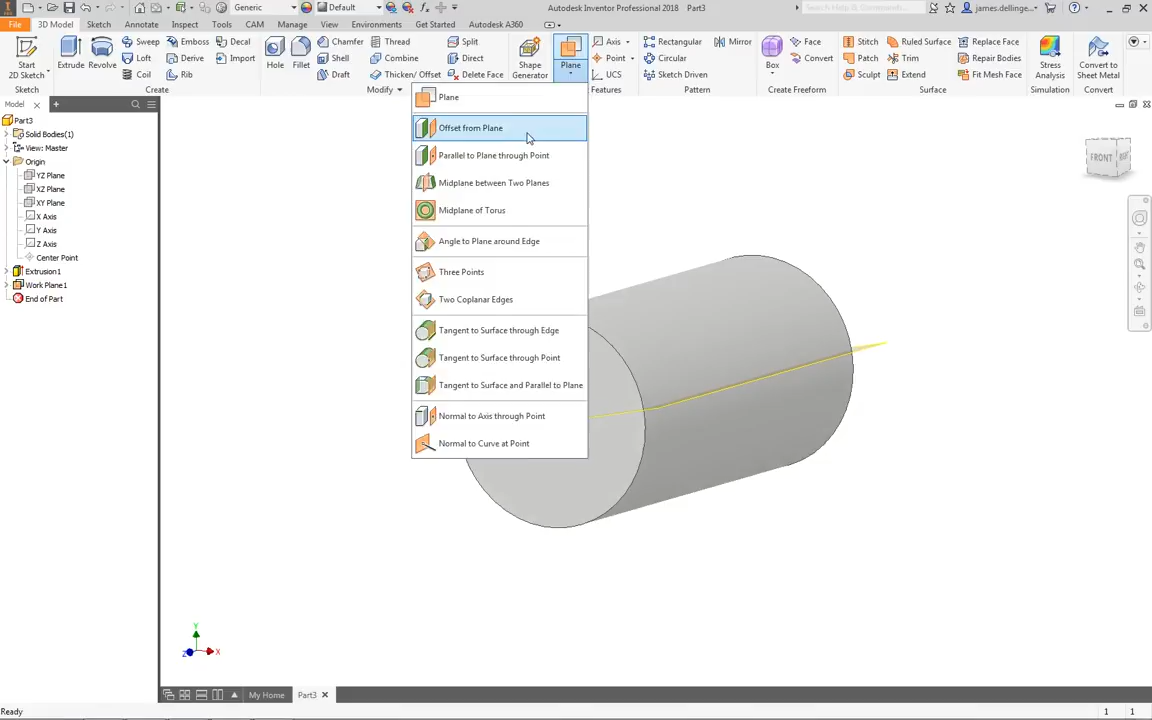 Generic
Default
Autodesk Inventor Professional 2018 Part3
james.dellinge...
File
3D Model
Sketch
Annotate
Inspect
Tools
CAM
Manage
View
Environments
Get Started
Autodesk A360
Start
2D Sketch
Sketch
Extrude
Revolve
Sweep
Loft
Coil
Emboss
Derive
Rib
Decal
Import
Create
Hole
Fillet
Chamfer
Shell
Draft
Thread
Combine
Thicken/ Offset
Split
Direct
Delete Face
Modify
Shape
Generator
Plane
Axis
Point
UCS
Features
Rectangular
Circular
Sketch Driven
Mirror
Pattern
Box
Face
Convert
Create Freeform
Stitch
Patch
Sculpt
Ruled Surface
Trim
Extend
Replace Face
Repair Bodies
Fit Mesh Face
Surface
Stress
Analysis
Simulation
Convert to
Sheet Metal
Convert
Model
Part3
Solid Bodies(1)
View: Master
Origin
YZ Plane
XZ Plane
XY Plane
X Axis
Y Axis
Z Axis
Center Point
Extrusion1
Work Plane1
End of Part
Plane
Offset from Plane
Parallel to Plane through Point
Midplane between Two Planes
Midplane of Torus
Angle to Plane around Edge
Three Points
Two Coplanar Edges
Tangent to Surface through Edge
Tangent to Surface through Point
Tangent to Surface and Parallel to Plane
Normal to Axis through Point
Normal to Curve at Point
FRONT
Y
Z
X
My Home
Part3
Ready
1
1